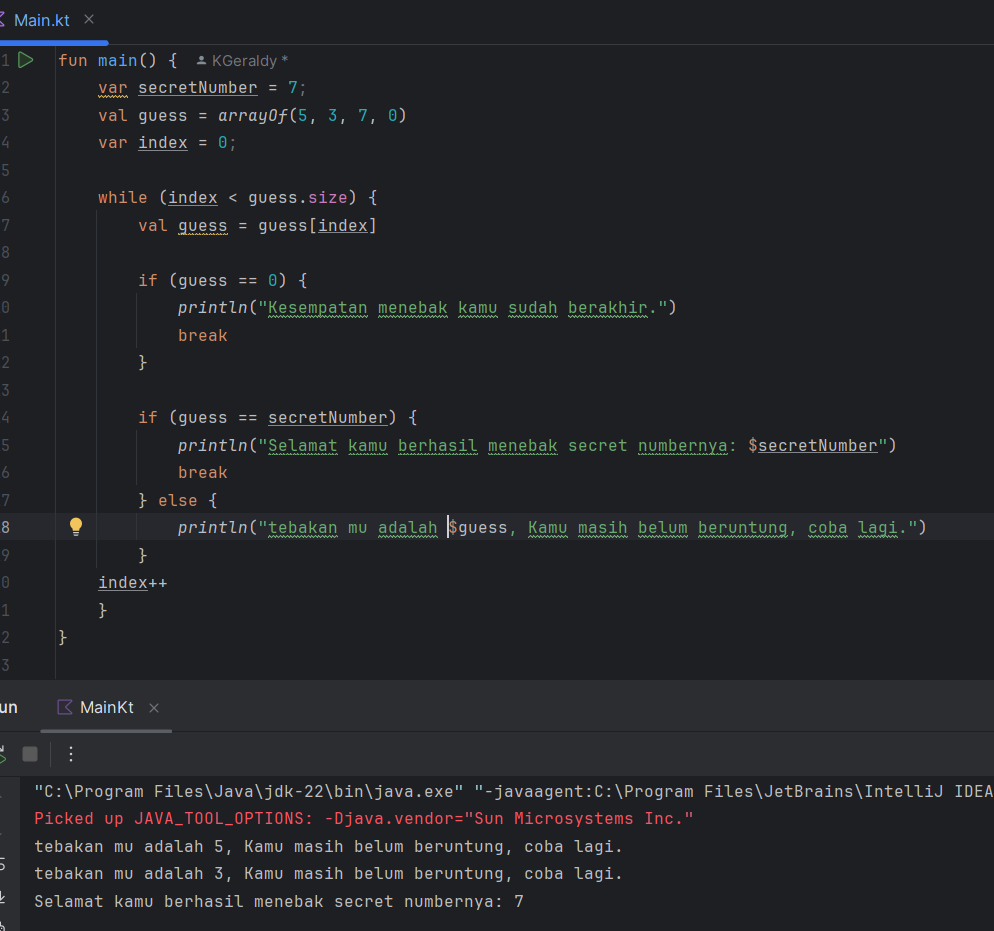 Main.kt ×
1 fun main() { KGeraldy *
2 var secretNumber = 7;
3 val guess = arrayOf(5, 3, 7, 0)
4 var index = 0;
5
6 while (index < guess.size) {
7 val guess = guess[index]
8
9 if (guess == 0) {
0 println("Kesempatan menebak kamu sudah berakhir.")
1 break
2 }
3
4 if (guess == secretNumber) {
5 println("Selamat kamu berhasil menebak secret numbernya: $secretNumber")
6 break
7 } else {
8 println("tebakan mu adalah $guess, Kamu masih belum beruntung, coba lagi.")
9 }
0 index++
1 }
2 }
3
un MainKt ×
"C:\Program Files\Java\jdk-22\bin\java.exe" "-javaagent:C:\Program Files\JetBrains\IntelliJ IDEA
Picked up JAVA_TOOL_OPTIONS: -Djava.vendor="Sun Microsystems Inc."
tebakan mu adalah 5, Kamu masih belum beruntung, coba lagi.
tebakan mu adalah 3, Kamu masih belum beruntung, coba lagi.
Selamat kamu berhasil menebak secret numbernya: 7